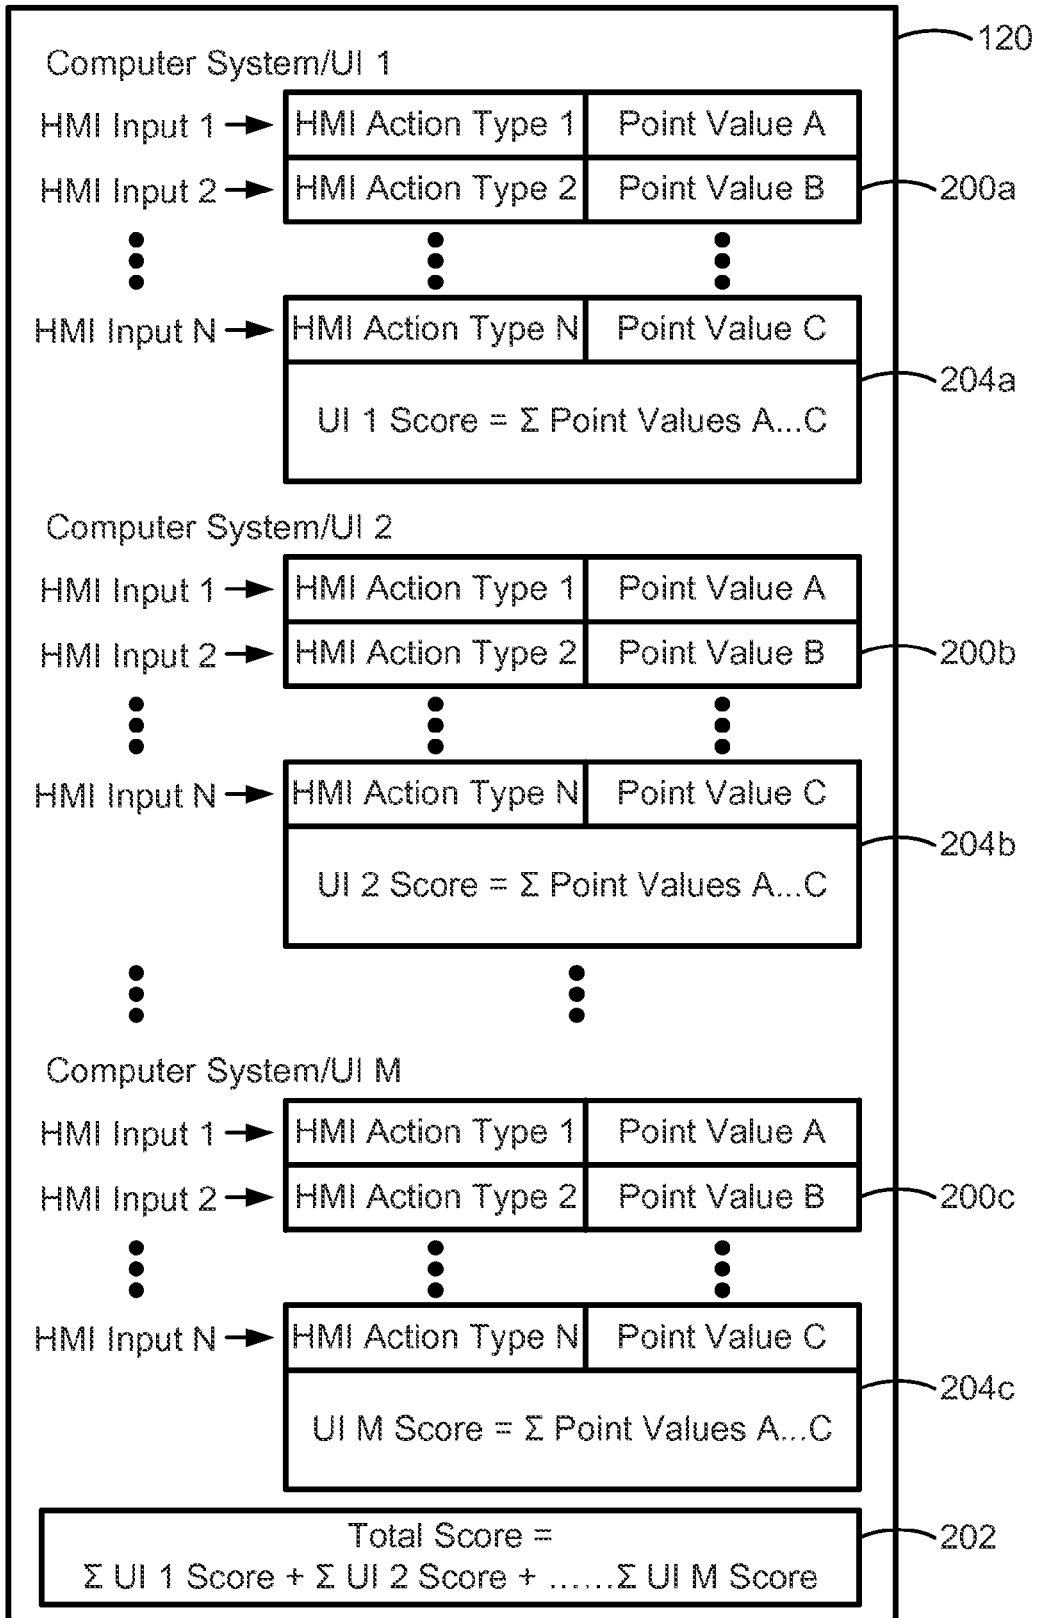 120
Computer System/UI 1
HMI Input 1 HMI Action Type 1 Point Value A
HMI Input 2 HMI Action Type 2 Point Value B 200a
HMI Input N HMI Action Type N Point Value C
204a
UI 1 Score = Σ Point Values A...C
Computer System/UI 2
HMI Input 1 HMI Action Type 1 Point Value A
HMI Input 2 HMI Action Type 2 Point Value B 200b
HMI Input N HMI Action Type N Point Value C
204b
UI 2 Score = Σ Point Values A...C
Computer System/UI M
HMI Input 1 HMI Action Type 1 Point Value A
HMI Input 2 HMI Action Type 2 Point Value B 200c
HMI Input N HMI Action Type N Point Value C
204c
UI M Score = Σ Point Values A...C
Total Score = 202
Σ UI 1 Score + Σ UI 2 Score + ......Σ UI M Score